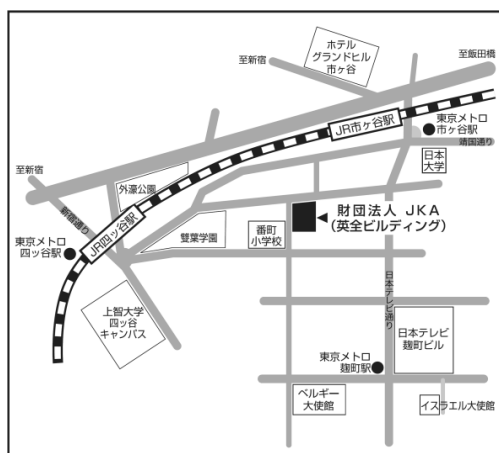 ホテル
グランドヒル
市ヶ谷
至新宿
至飯田橋
JR市ヶ谷駅
東京メトロ
市ヶ谷駅
靖国通り
日本
大学
至新宿
外濠公園
新宿通り
JR四ッ谷駅
東京メトロ
四ッ谷駅
雙葉学園
番町
小学校
財団法人 JKA
(英全ビルディング)
上智大学
四ッ谷
キャンパス
日本テレビ通り
日本テレビ
麹町ビル
東京メトロ
麹町駅
ベルギー
大使館
イスラエル大使館